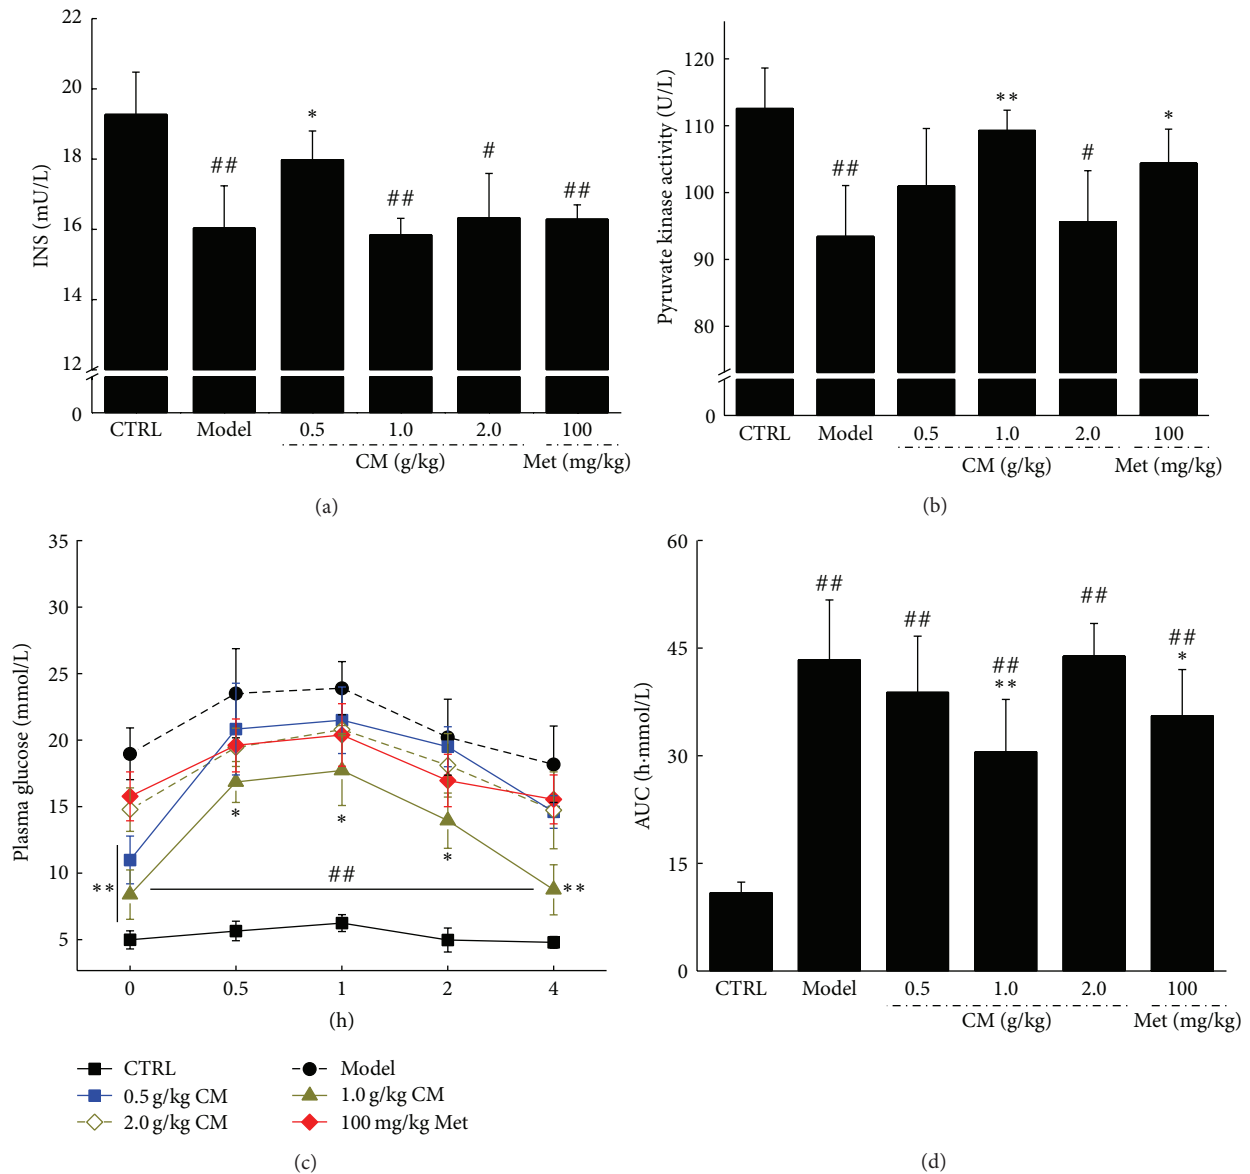 22
20
18
16
14
12
0
INS (mU/L)
##
*
##
#
##
CTRL Model 0.5 1.0 2.0 100
CM (g/kg) Met (mg/kg)
(a)
120
110
100
90
80
0
Pyruvate kinase activity (U/L)
##
**
#
*
CTRL Model 0.5 1.0 2.0 100
CM (g/kg) Met (mg/kg)
(b)
35
30
25
20
15
10
5
Plasma glucose (mmol/L)
*
*
*
##
**
**
0 0.5 1 2 4
(h)
CTRL Model
0.5 g/kg CM 1.0 g/kg CM
2.0 g/kg CM 100 mg/kg Met
(c)
60
45
30
15
0
AUC (h·mmol/L)
##
##
##
**
##
##
*
CTRL Model 0.5 1.0 2.0 100
CM (g/kg) Met (mg/kg)
(d)